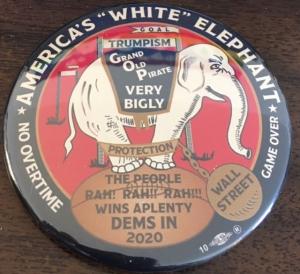 AMERICA'S "WHITE" ELEPHANT
GOAL
TRUMPISM
GRAND
OLD
PIRATE
VERY
BIGLY
PROTECTION
WALL
STREET
THE PEOPLE
RAH! RAH!! RAH!!!
WINS APLENTY
DEMS IN
2020
NO OVERTIME
GAME OVER
10